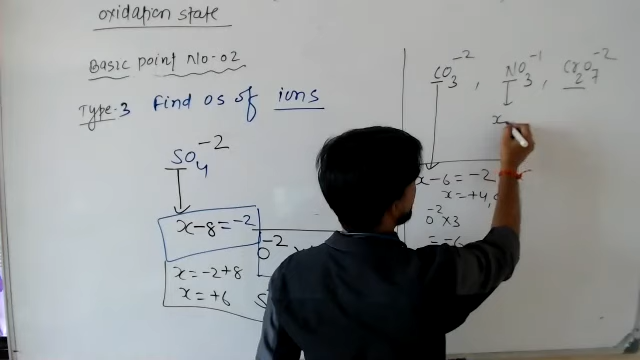 oxidation state
Basic point No-02
Type-3 Find OS of ions
SO₄⁻²
x-8=-2
x=-2+8
x=+6
O⁻²
CO₃⁻², NO₃⁻¹, Cr₂O₇⁻²
x-6=-2
x=+4
O⁻²×3
=-6
x